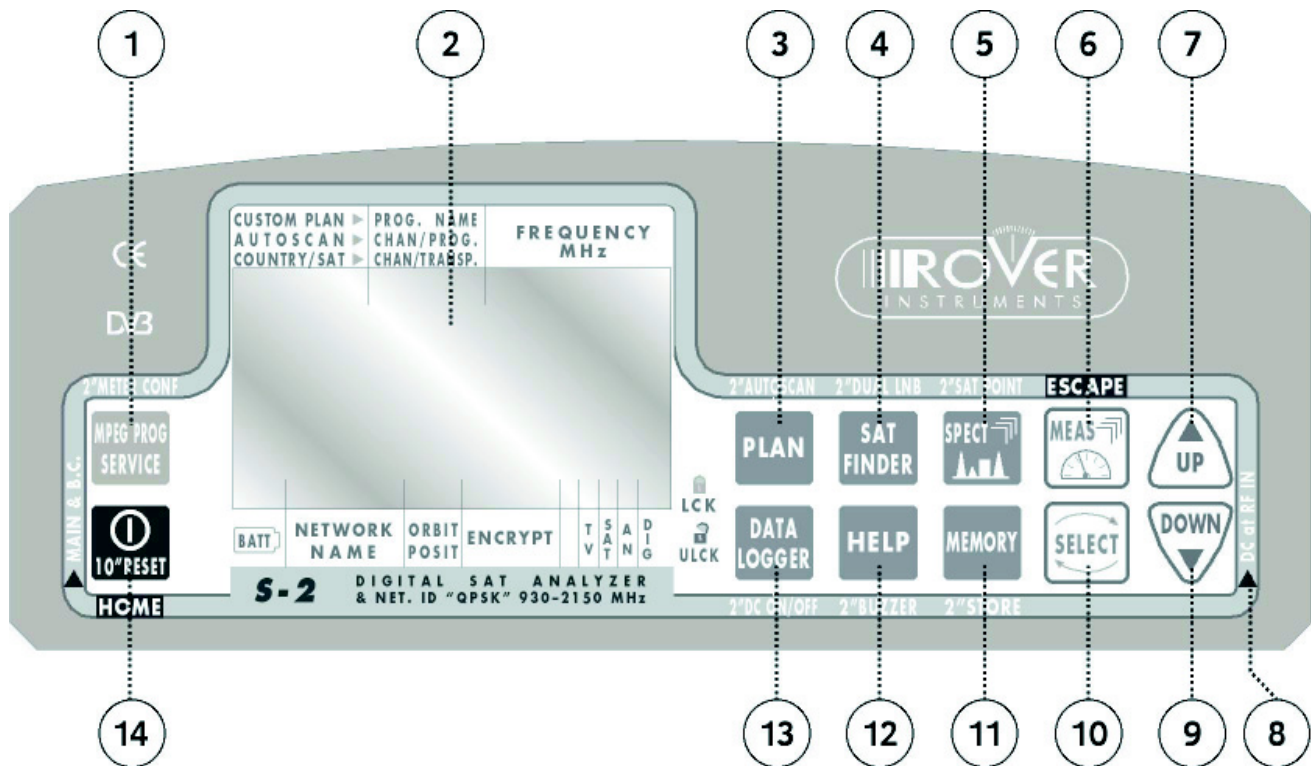 1 2 3 4 5 6 7
CUSTOM PLAN ▶ PROG. NAME
AUTOSCAN ▶ CHAN/PROG.
COUNTRY/SAT ▶ CHAN/TRANSP.
FREQUENCY
MHz
CE
DVB
ROVER
INSTRUMENTS
2"METER CONF
2"AUTOSCAN 2"DUAL LNB 2"SAT POINT ESCAPE
MPEG PROG
SERVICE
PLAN
SAT
FINDER
SPECT
MEAS
UP
MAIN & B.C.
DC at RF IN
10"RESET
HOME
BATT
NETWORK
NAME
ORBIT
POSIT
ENCRYPT
TV
SAT
AN
DIG
LCK
ULCK
DATA
LOGGER
HELP
MEMORY
SELECT
DOWN
S-2
DIGITAL SAT ANALYZER
& NET. ID "QPSK" 930-2150 MHz
2"DC ON/OFF 2"BUZZER 2"STORE
14 13 12 11 10 9 8